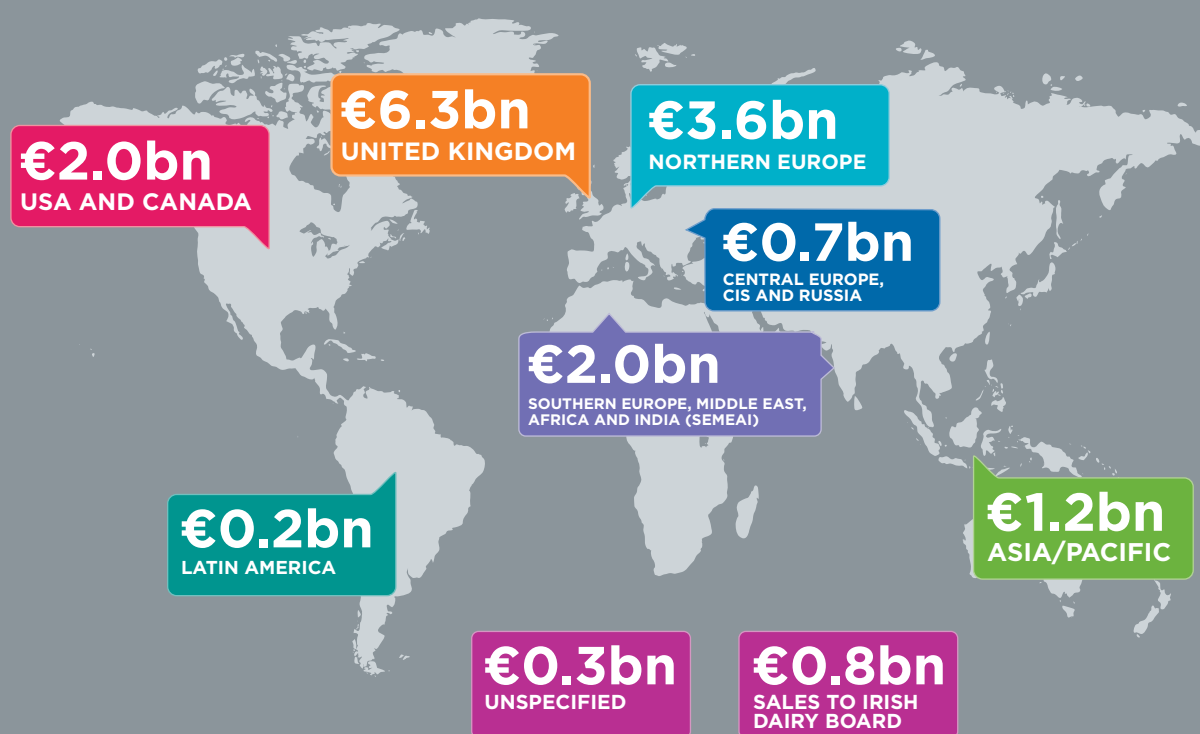 €6.3bn
UNITED KINGDOM
€3.6bn
NORTHERN EUROPE
€2.0bn
USA AND CANADA
€0.7bn
CENTRAL EUROPE,
CIS AND RUSSIA
€2.0bn
SOUTHERN EUROPE, MIDDLE EAST,
AFRICA AND INDIA (SEMEAI)
€0.2bn
LATIN AMERICA
€1.2bn
ASIA/PACIFIC
€0.3bn
UNSPECIFIED
€0.8bn
SALES TO IRISH
DAIRY BOARD